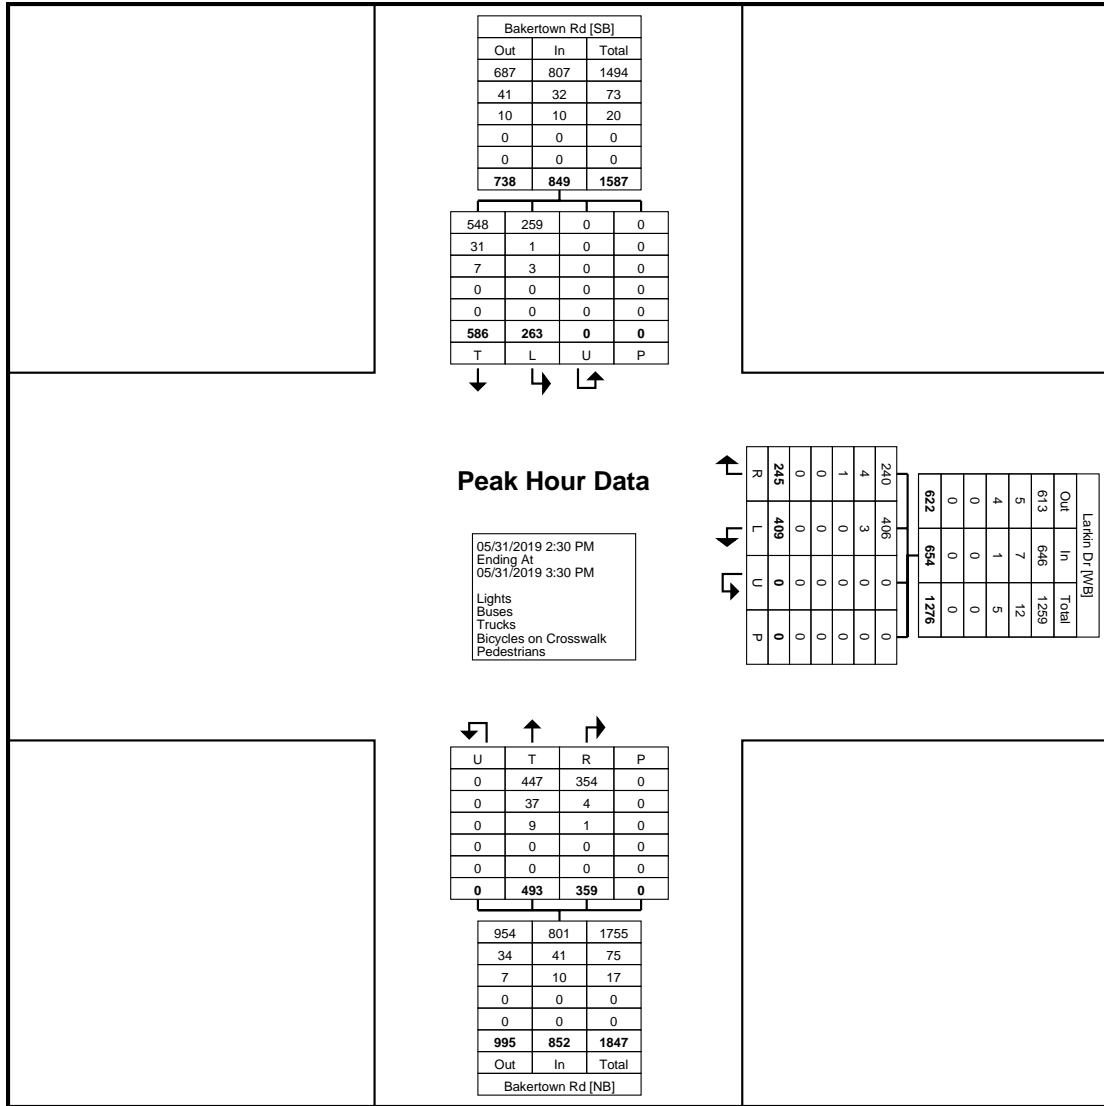 Bakertown Rd [SB]
Out In Total
687 807 1494
41 32 73
10 10 20
0 0 0
0 0 0
738 849 1587
548 259 0 0
31 1 0 0
7 3 0 0
0 0 0 0
0 0 0 0
586 263 0 0
T L U P
Peak Hour Data
05/31/2019 2:30 PM
Ending At
05/31/2019 3:30 PM
Lights
Buses
Trucks
Bicycles on Crosswalk
Pedestrians
Larkin Dr [WB]
Out In Total
613 646 1259
5 7 12
4 1 5
0 0 0
0 0 0
622 654 1276
240 406 0 0
4 3 0 0
1 0 0 0
0 0 0 0
0 0 0 0
245 409 0 0
R L U P
U T R P
0 447 354 0
0 37 4 0
0 9 1 0
0 0 0 0
0 0 0 0
0 493 359 0
954 801 1755
34 41 75
7 10 17
0 0 0
0 0 0
995 852 1847
Out In Total
Bakertown Rd [NB]